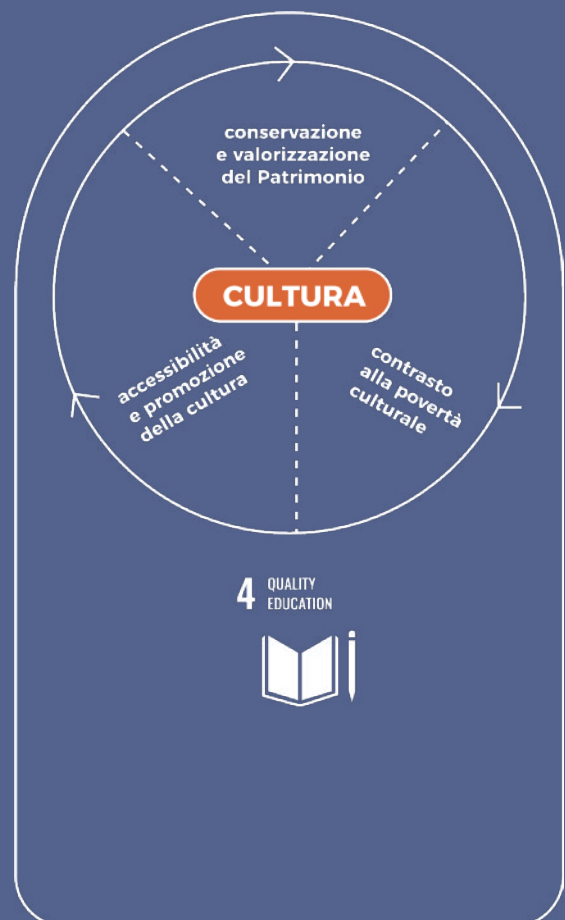 conservazione
e valorizzazione
del Patrimonio
CULTURA
accessibilità
e promozione
della cultura
contrasto
alla povertà
culturale
4 QUALITY
EDUCATION